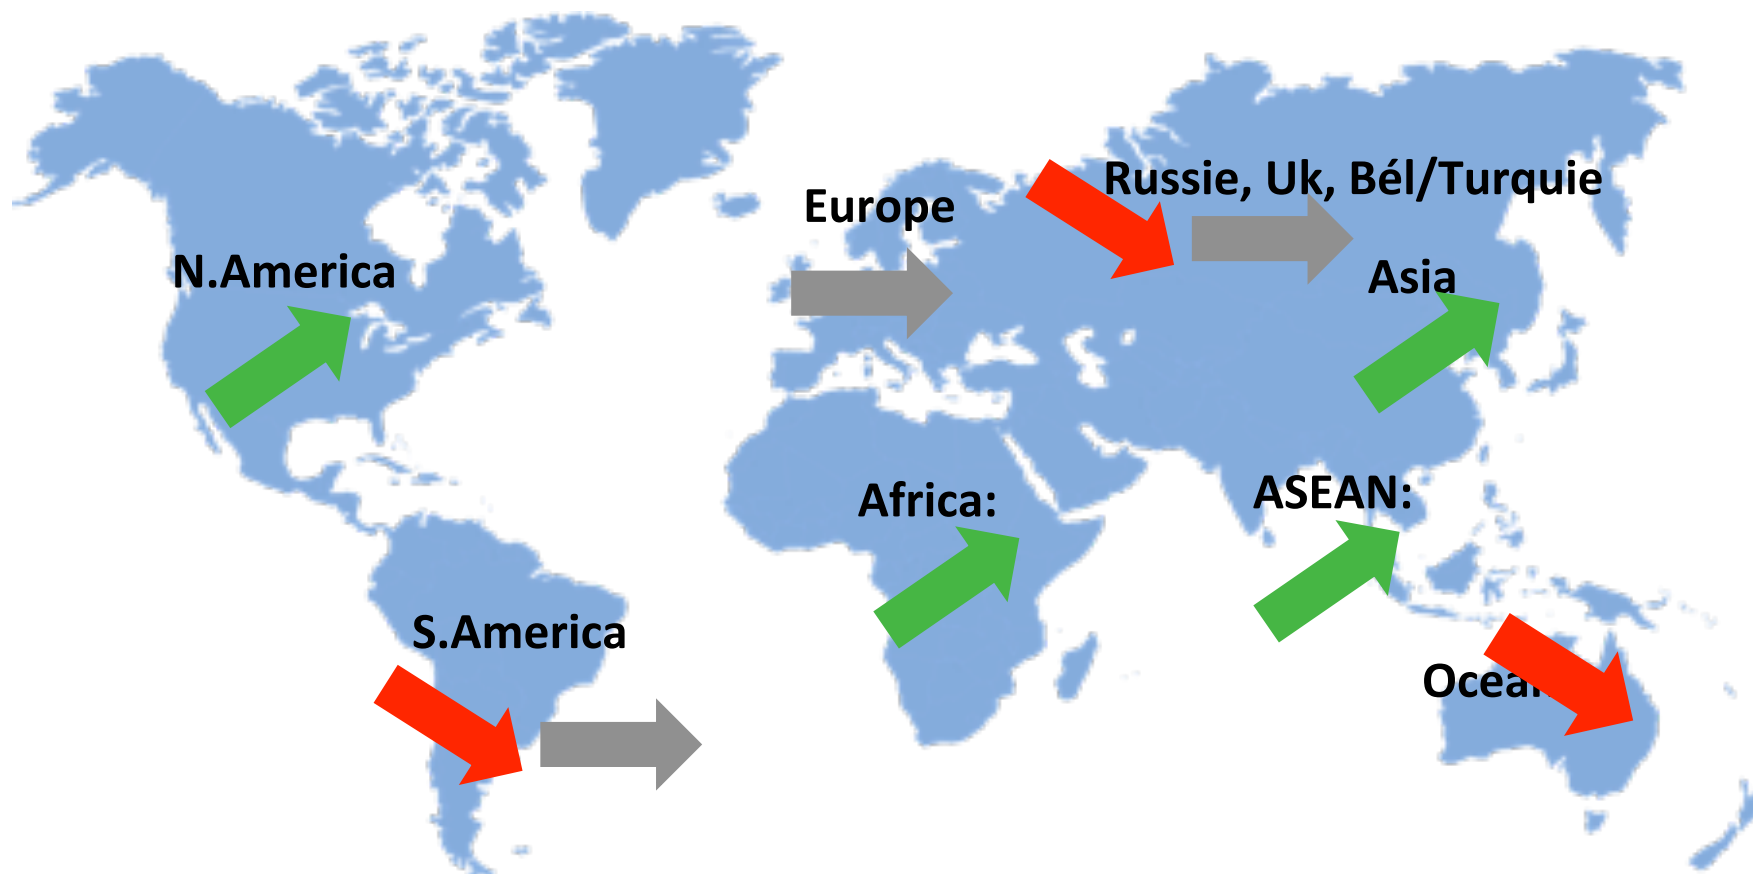 Russie, Uk, Bél/Turquie
Europe
N.America
Asia
Africa:
ASEAN:
S.America